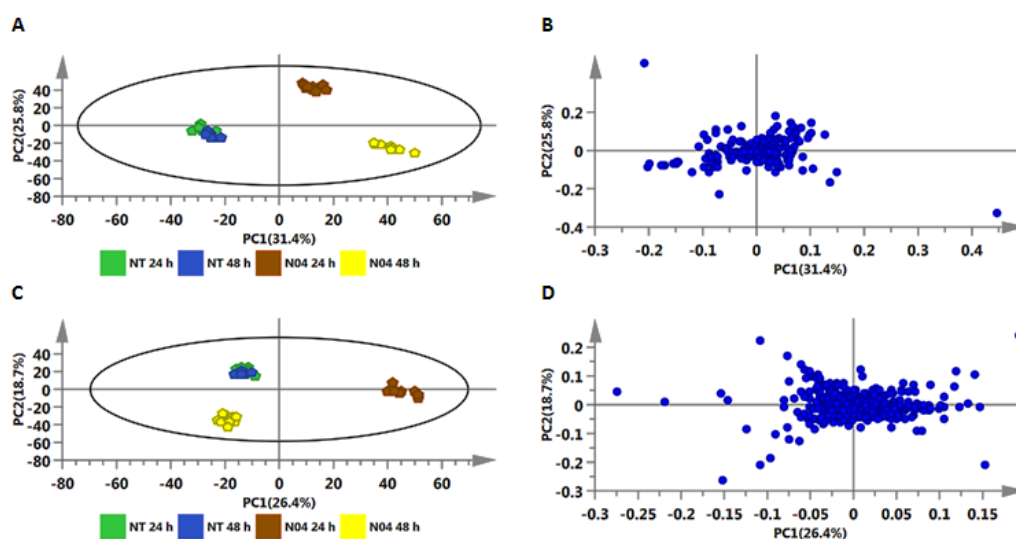 A
PC2(25.8%)
40
20
0
-20
-40
-60
-80
-80 -60 -40 -20 0 20 40 60
PC1(31.4%)
NT 24 h NT 48 h N04 24 h N04 48 h
B
PC2(25.8%)
0.2
0
-0.2
-0.4
-0.3 -0.2 -0.1 0 0.1 0.2 0.3 0.4
PC1(31.4%)
C
PC2(18.7%)
40
20
0
-20
-40
-60
-80
-80 -60 -40 -20 0 20 40 60
PC1(26.4%)
NT 24 h NT 48 h N04 24 h N04 48 h
D
PC2(18.7%)
0.2
0.1
0
-0.1
-0.2
-0.3
-0.3 -0.3 -0.2 -0.15 -0.1 -0.05 0 0.05 0.1 0.15
PC1(26.4%)